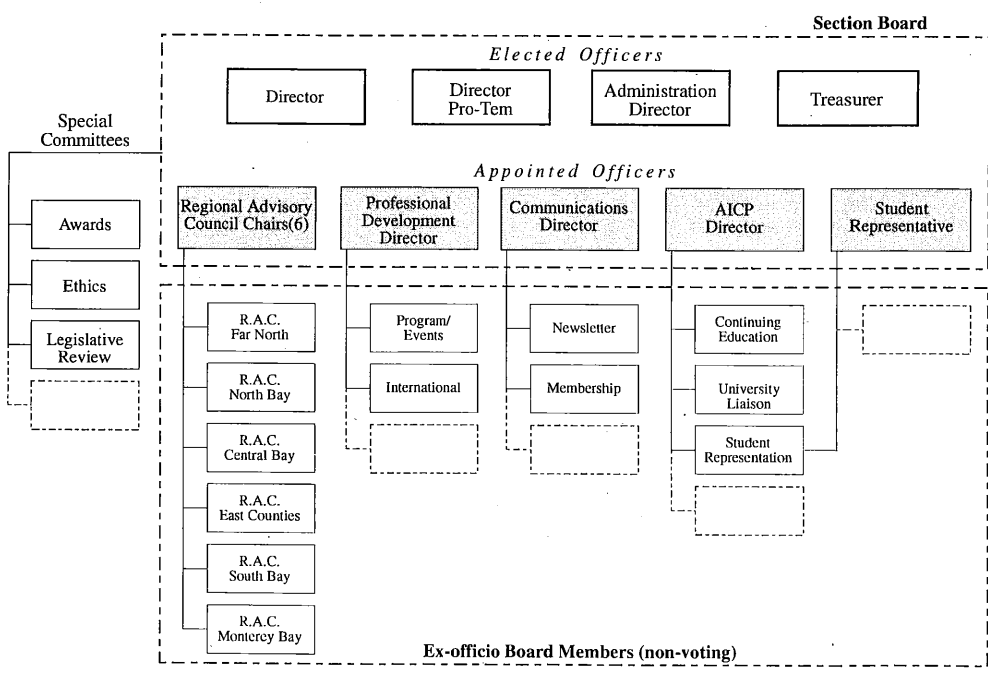 Section Board
Elected Officers
Director
Director
Pro-Tem
Administration
Director
Treasurer
Special
Committees
Awards
Ethics
Legislative
Review
Appointed Officers
Regional Advisory
Council Chairs(6)
Professional
Development
Director
Communications
Director
AICP
Director
Student
Representative
R.A.C.
Far North
R.A.C.
North Bay
R.A.C.
Central Bay
R.A.C.
East Counties
R.A.C.
South Bay
R.A.C.
Monterey Bay
Program/
Events
International
Newsletter
Membership
Continuing
Education
University
Liaison
Student
Representation
Ex-officio Board Members (non-voting)